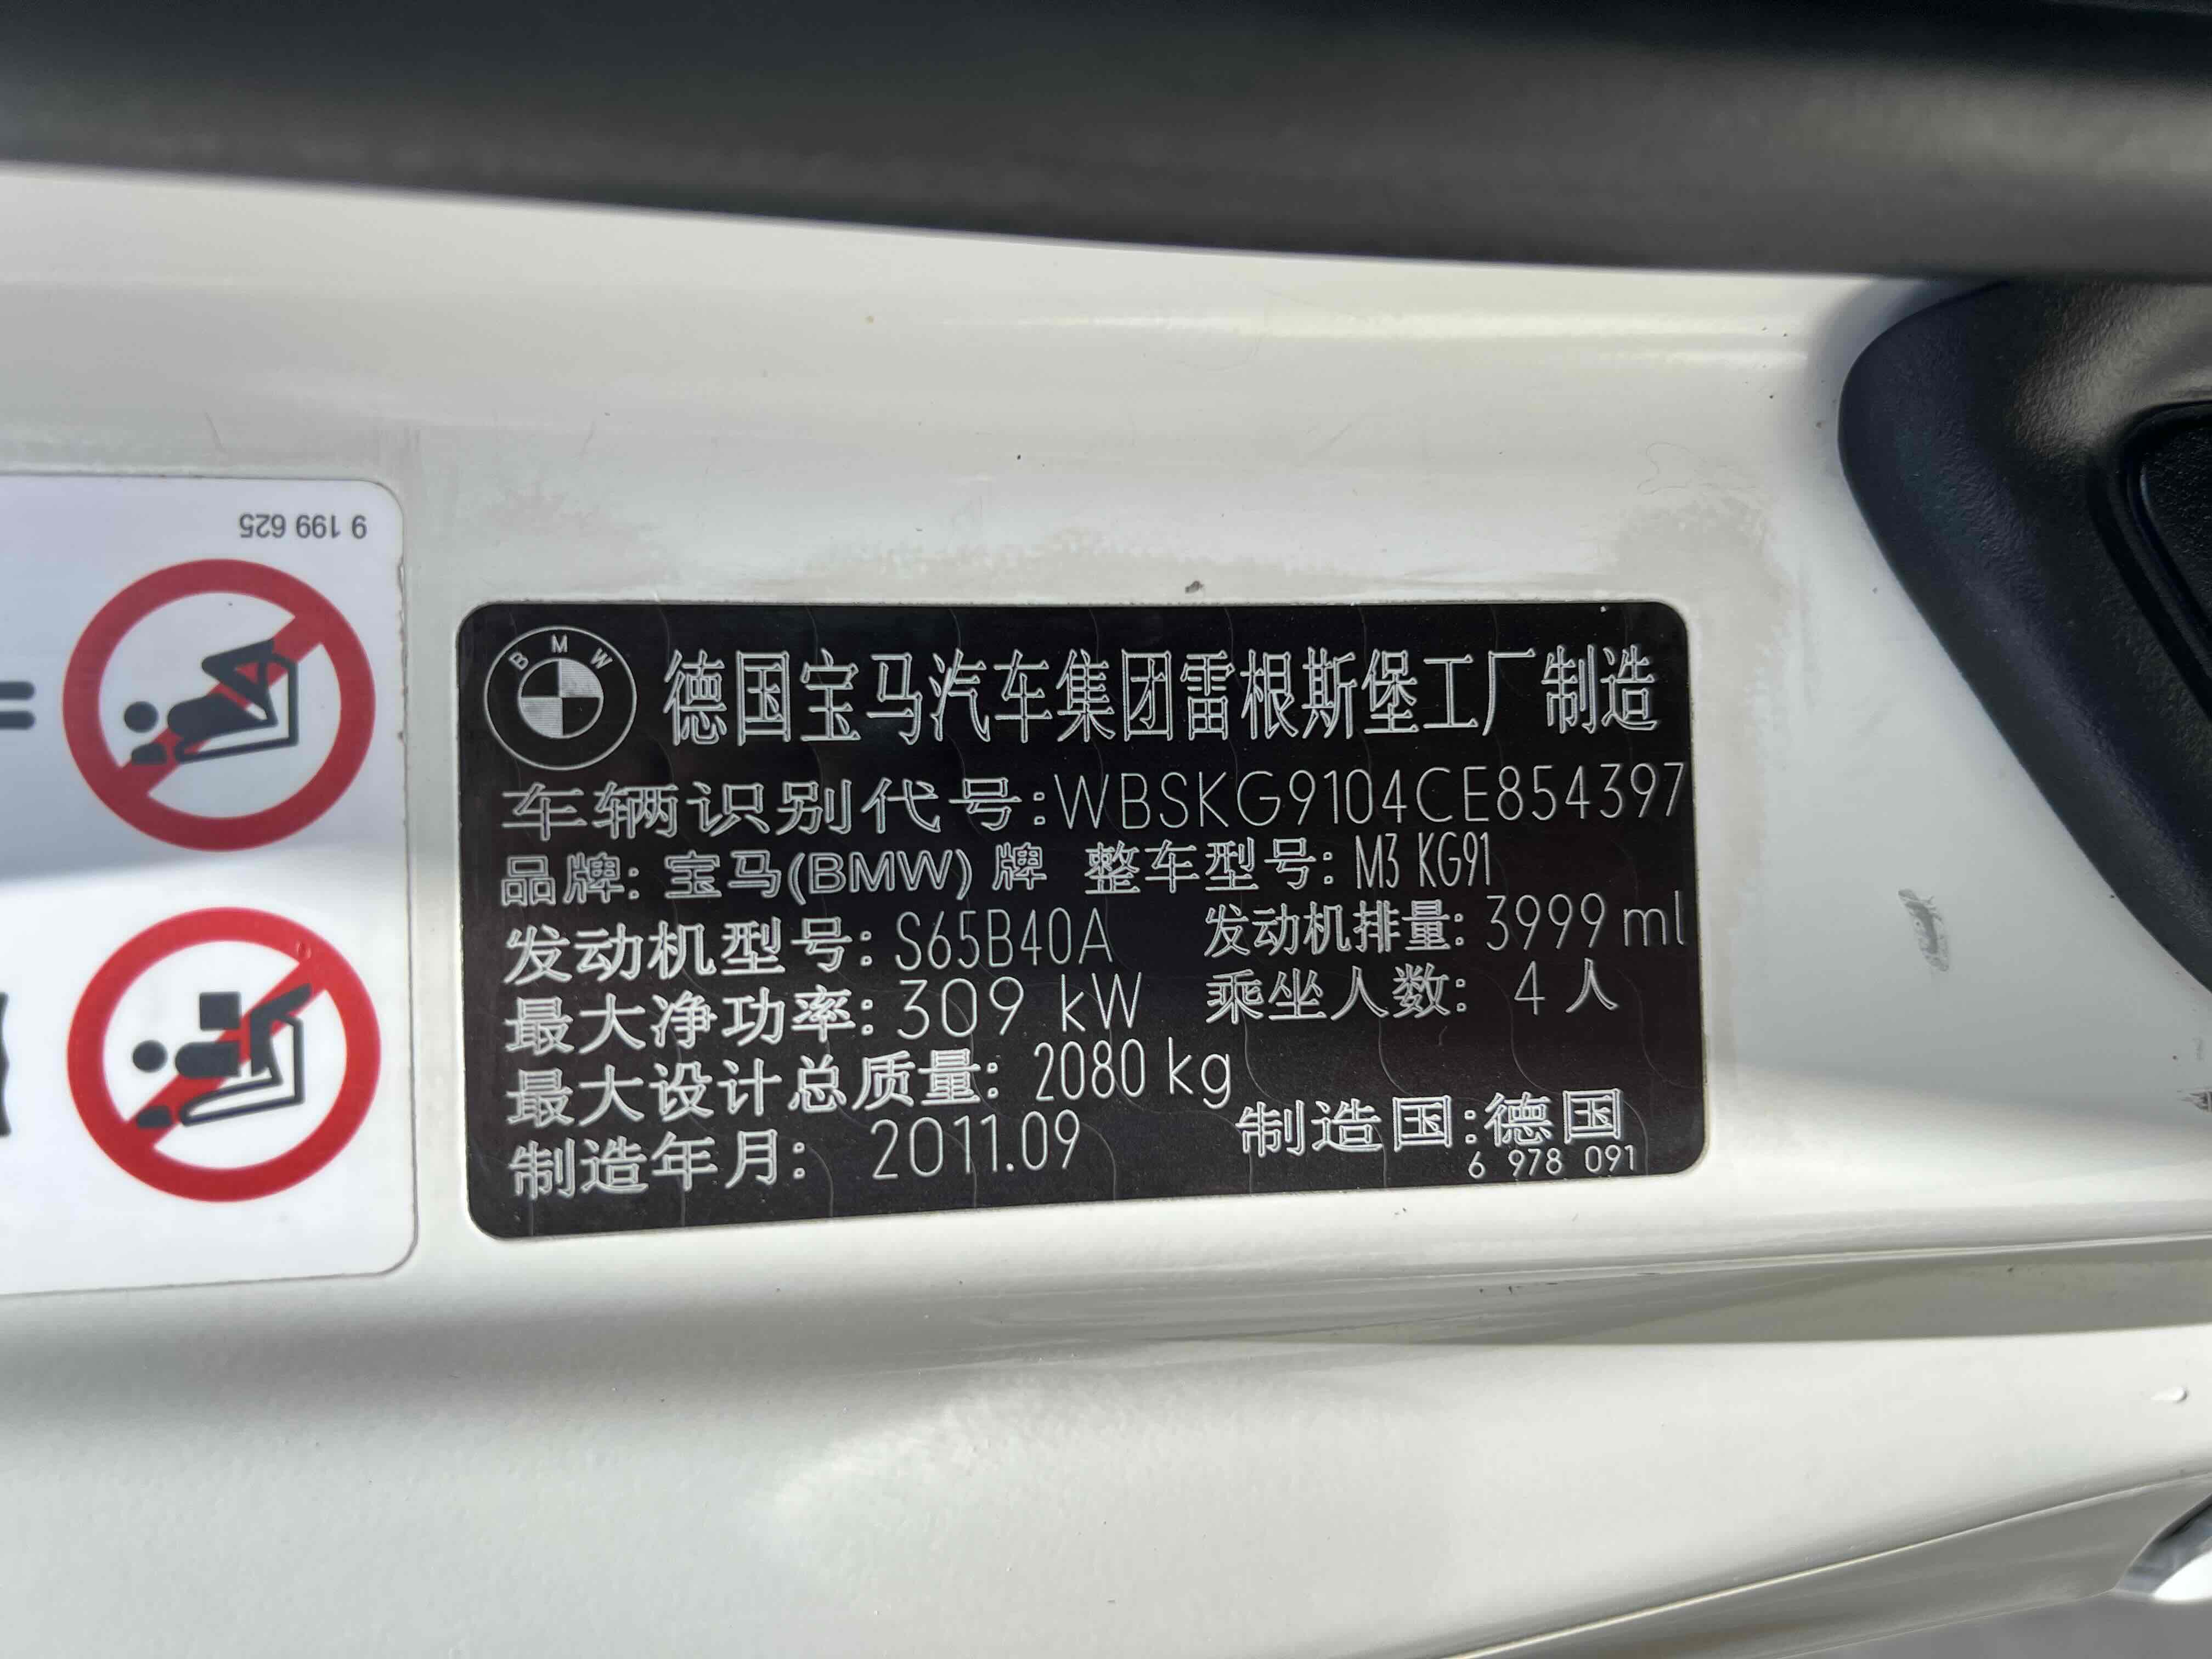 9 199 625
BMW
德国宝马汽车集团雷根斯堡工厂制造
车辆识别代号:WBSKG9104CE854397
品牌: 宝马(BMW) 牌 整车型号: M3 KG91
发动机型号: S65B40A 发动机排量: 3999 ml
最大净功率: 309 kW 乘坐人数: 4 人
最大设计总质量: 2080 kg
制造年月: 2011.09 制造国:德国
6 978 091